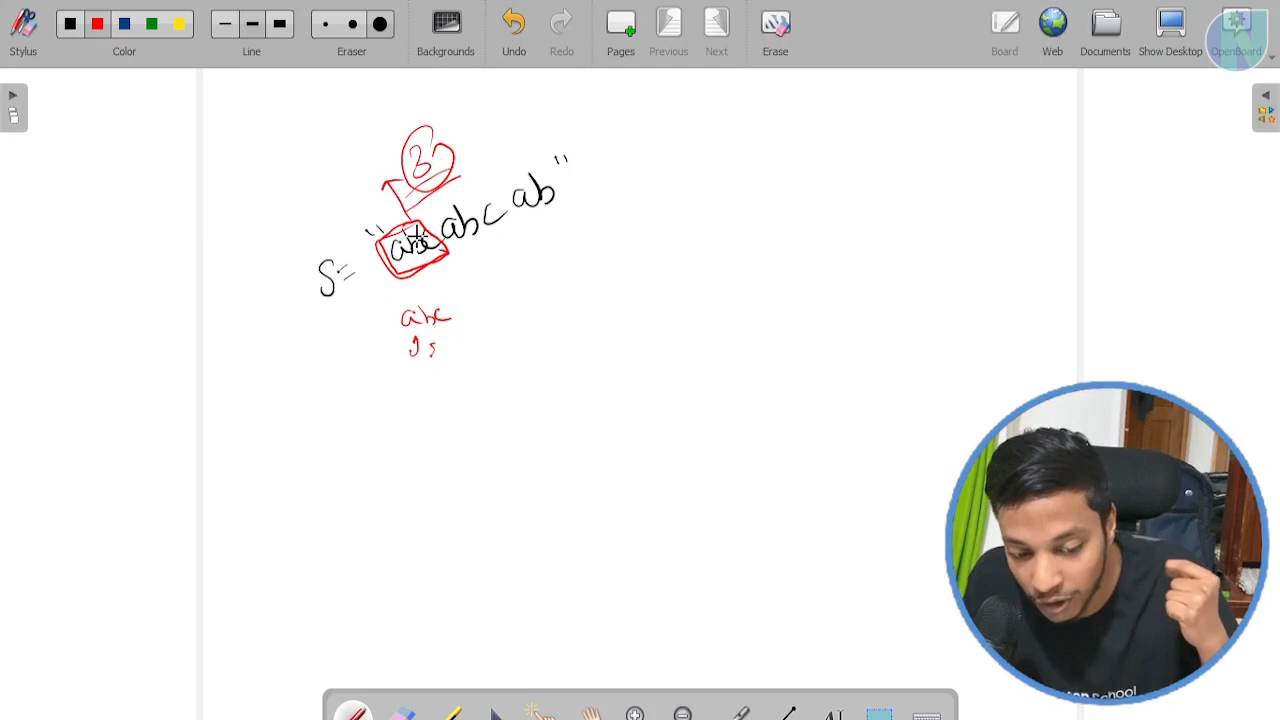 Stylus
Color
Line
Eraser
Backgrounds
Undo
Redo
Pages
Previous
Next
Erase
Board
Web
Documents
Show Desktop
OpenBoard
3
S= "abcabcab"
abc
School